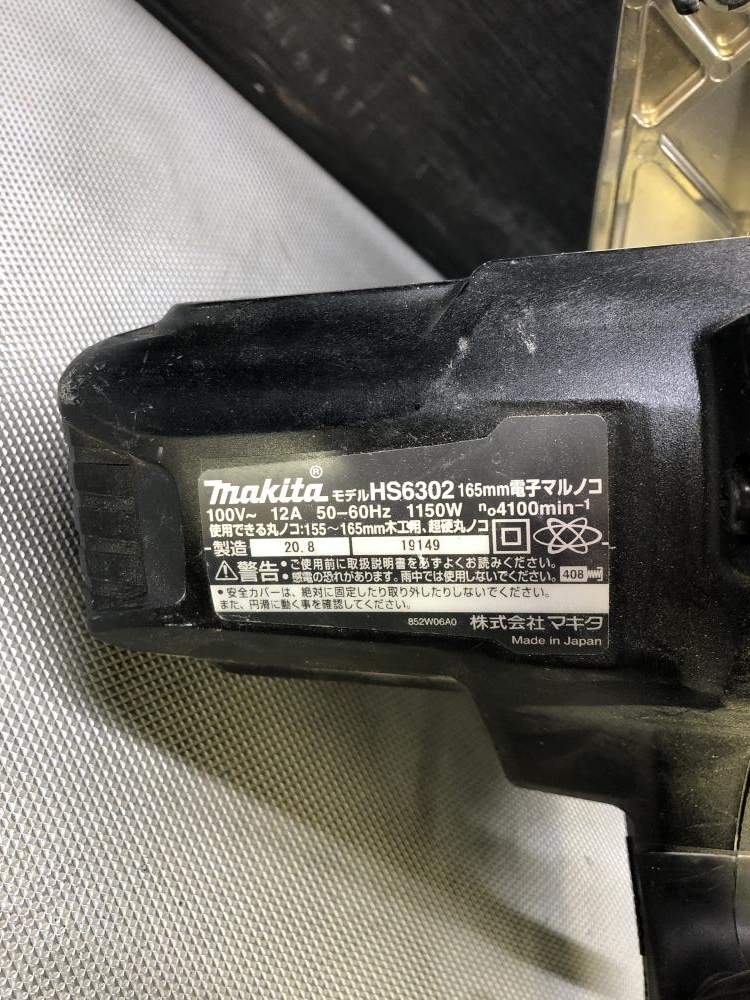 makita® モデルHS6302 165mm電子マルノコ
100V~ 12A 50-60Hz 1150W n₀4100min⁻¹
使用できる丸ノコ:155~165mm木工用、超硬丸ノコ
製造 20.8 19149
警告: ご使用前に取扱説明書を必ずよくお読みください。
感電の恐れがあります。雨中では使用しないでください。 408
•安全カバーは、絶対に固定したり取り外したりしないでください。
また、円滑に動く事を確認してください。
852W06A0 株式会社マキタ
Made in Japan